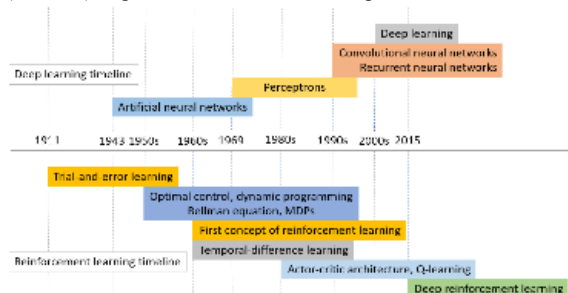 Deep learning
Convolutional neural networks
Recurrent neural networks
Deep learning timeline
Perceptrons
Artificial neural networks
1911 1943 1950s 1960s 1969 1980s 1990s 2000s 2015
Trial-and-error learning
Optimal control, dynamic programming
Bellman equation, MDPs
First concept of reinforcement learning
Temporal-difference learning
Reinforcement learning timeline
Actor-critic architecture, Q-learning
Deep reinforcement learning